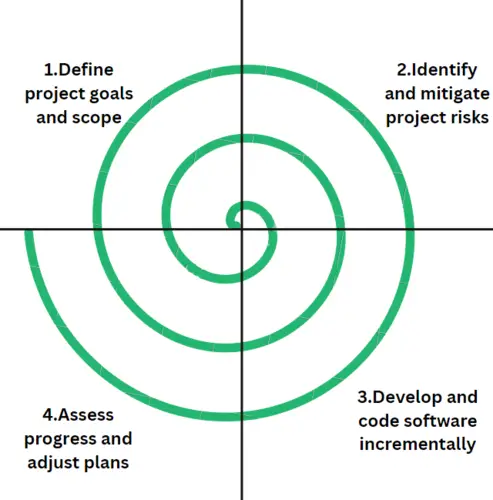 1.Define
project goals
and scope
2.Identify
and mitigate
project risks
3.Develop and
code software
incrementally
4.Assess
progress and
adjust plans